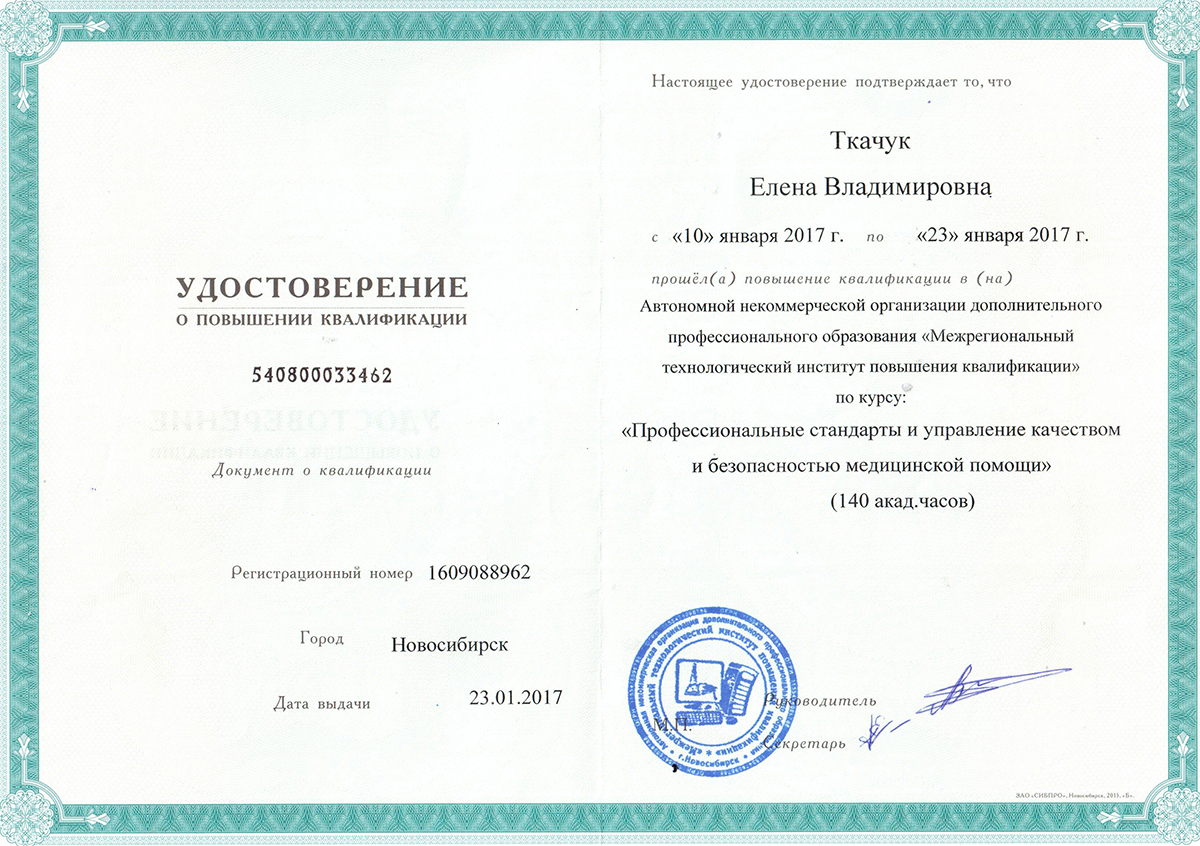 УДОСТОВЕРЕНИЕ
О ПОВЫШЕНИИ КВАЛИФИКАЦИИ
540800033462
Документ о квалификации
Регистрационный номер 1609088962
Город Новосибирск
Дата выдачи 23.01.2017
Настоящее удостоверение подтверждает то, что
Ткачук
Елена Владимировна
с «10» января 2017 г. по «23» января 2017 г.
прошёл(а) повышение квалификации в (на)
Автономной некоммерческой организации дополнительного
профессионального образования «Межрегиональный
технологический институт повышения квалификации»
по курсу:
«Профессиональные стандарты и управление качеством
и безопасностью медицинской помощи»
(140 акад.часов)
Автономная некоммерческая организация дополнительного профессионального образования
«Межрегиональный технологический институт повышения квалификации»
г.Новосибирск
М.П.
Руководитель
Секретарь
ЗАО «СИБПРО», Новосибирск, 2015, «Б».